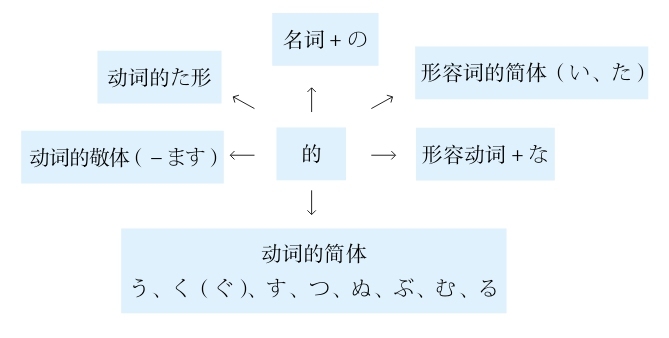 名词 + の
动词的た形
形容词的简体（い、た）
动词的敬体（－ます）
的
形容动词 + な
动词的简体
う、く（ぐ）、す、つ、ぬ、ぶ、む、る